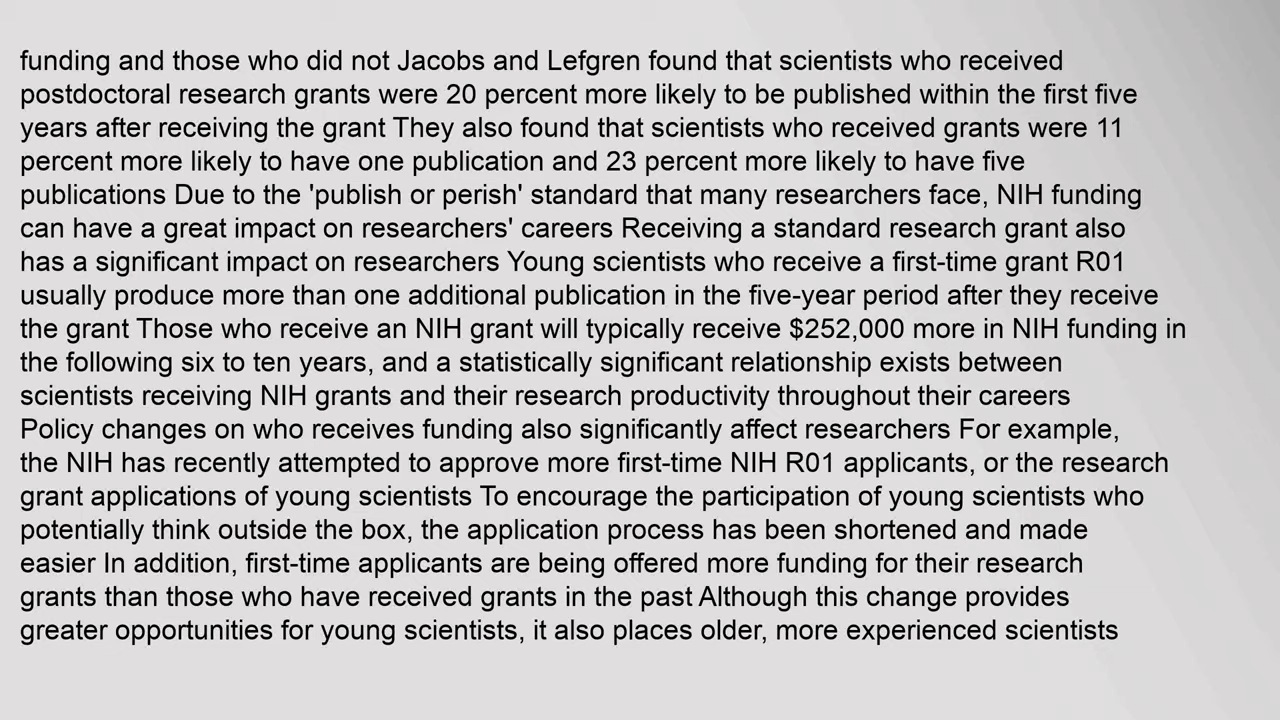 funding and those who did not Jacobs and Lefgren found that scientists who received
postdoctoral research grants were 20 percent more likely to be published within the first five
years after receiving the grant They also found that scientists who received grants were 11
percent more likely to have one publication and 23 percent more likely to have five
publications Due to the 'publish or perish' standard that many researchers face, NIH funding
can have a great impact on researchers' careers Receiving a standard research grant also
has a significant impact on researchers Young scientists who receive a first-time grant R01
usually produce more than one additional publication in the five-year period after they receive
the grant Those who receive an NIH grant will typically receive $252,000 more in NIH funding in
the following six to ten years, and a statistically significant relationship exists between
scientists receiving NIH grants and their research productivity throughout their careers
Policy changes on who receives funding also significantly affect researchers For example,
the NIH has recently attempted to approve more first-time NIH R01 applicants, or the research
grant applications of young scientists To encourage the participation of young scientists who
potentially think outside the box, the application process has been shortened and made
easier In addition, first-time applicants are being offered more funding for their research
grants than those who have received grants in the past Although this change provides
greater opportunities for young scientists, it also places older, more experienced scientists